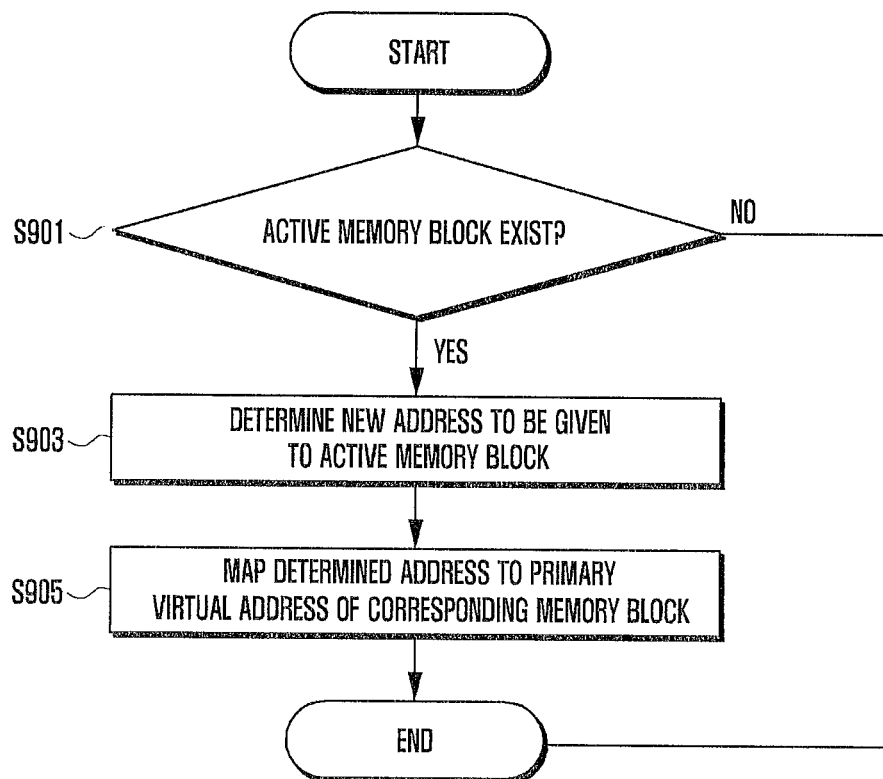 START
S901
ACTIVE MEMORY BLOCK EXIST?
NO
YES
S903
DETERMINE NEW ADDRESS TO BE GIVEN
TO ACTIVE MEMORY BLOCK
S905
MAP DETERMINED ADDRESS TO PRIMARY
VIRTUAL ADDRESS OF CORRESPONDING MEMORY BLOCK
END